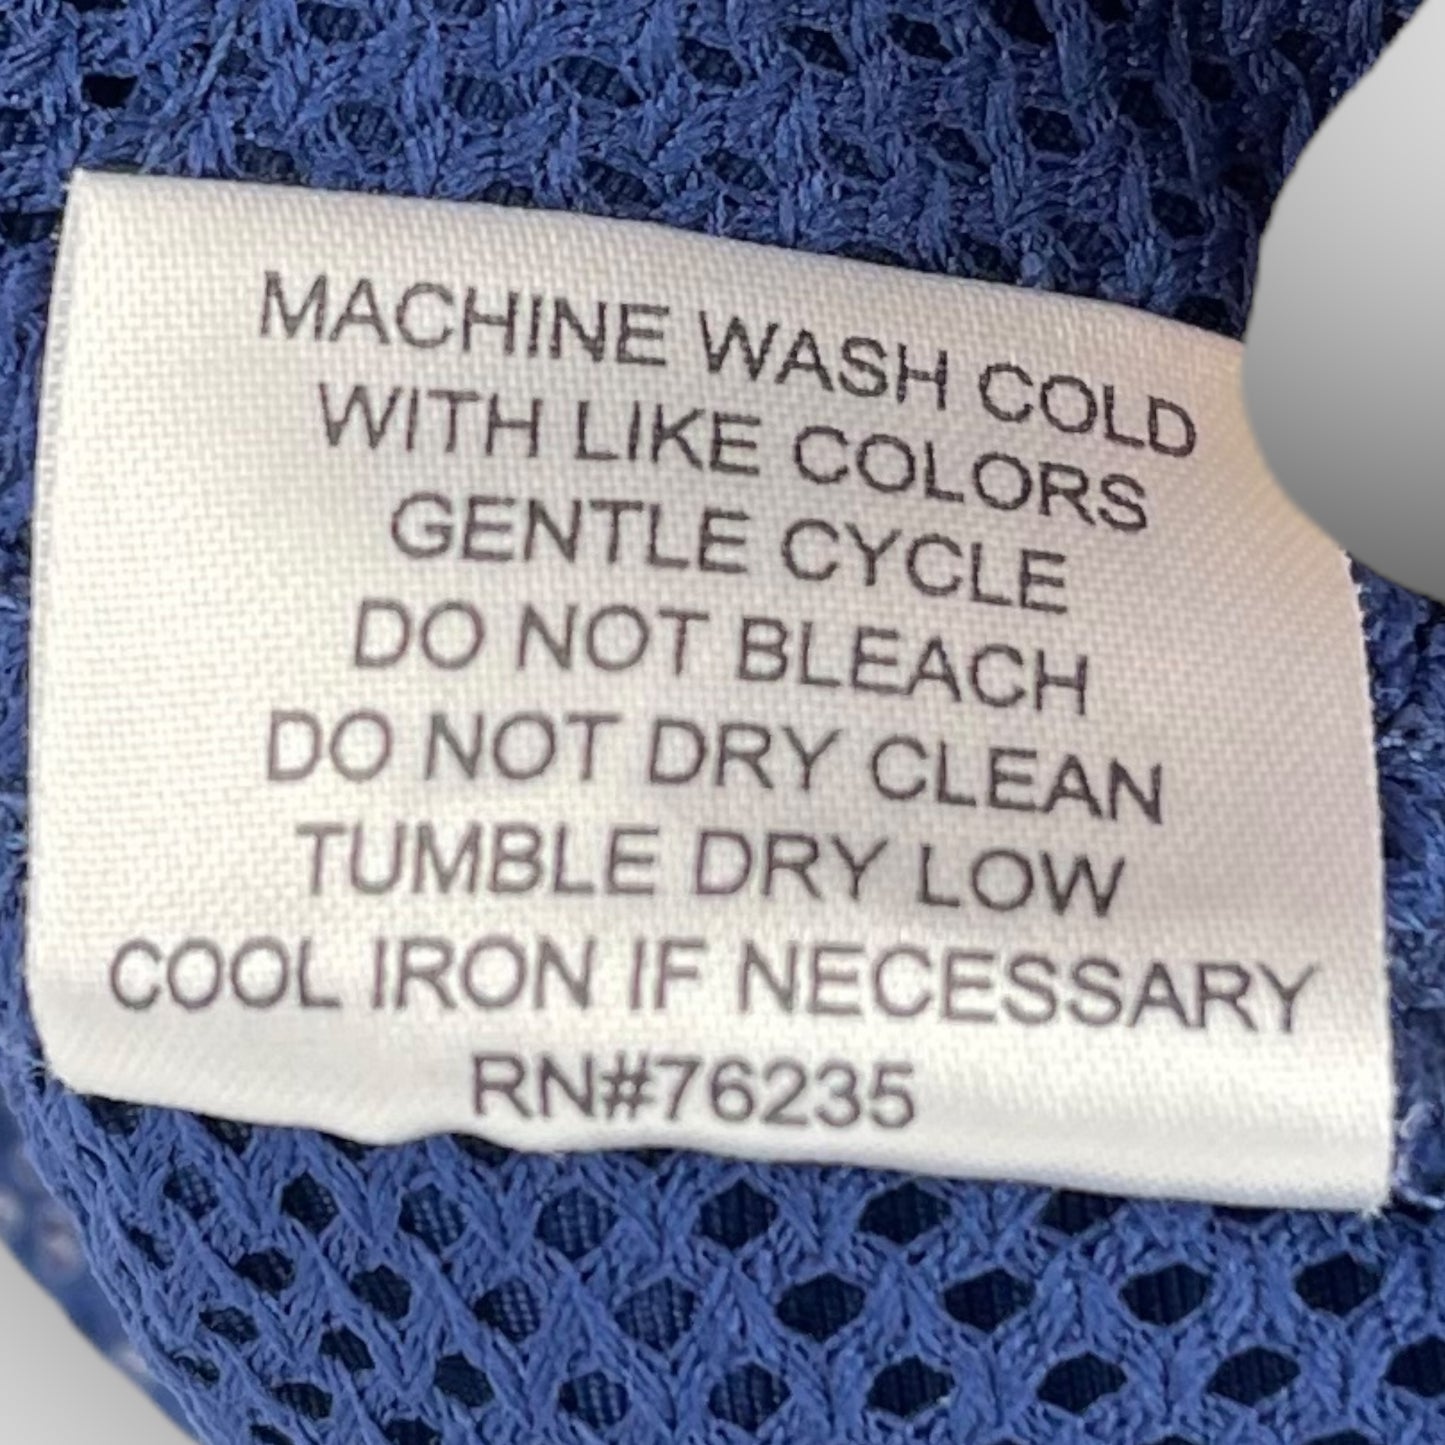 MACHINE WASH COLD
WITH LIKE COLORS
GENTLE CYCLE
DO NOT BLEACH
DO NOT DRY CLEAN
TUMBLE DRY LOW
COOL IRON IF NECESSARY
RN#76235